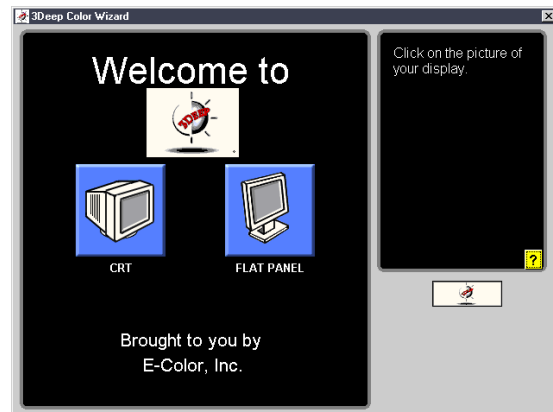 3Deep Color Wizard
Welcome to
3DEEP
CRT
FLAT PANEL
Brought to you by
E-Color, Inc.
Click on the picture of
your display.
?